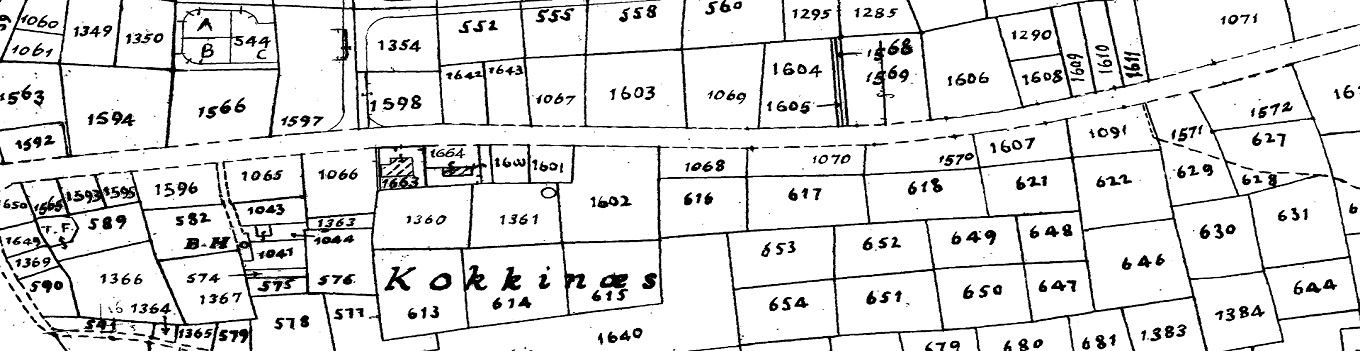 1060 1349 1350 A 544 552 555 558 560 1295 1285 1071
1061 B C 1354 1568 1290
1563 1594 1566 1597 1598 1642 1643 1067 1603 1069 1604 1605 1569 1606 1608 1609 1610 1611
1592 1572
1664 1600 1601 1068 1070 1570 1607 1091 1571 627
1650 1565 1593 1595 1596 1065 1066 1663 616 617 618 621 622 629 628
T.F. 589 582 1043 1363 1360 1361 1602 630 631
1649 B-H 1044 653 652 649 648
1369 1366 574 1041 646
590 1364 1367 575 576 Kokkinœs 654 651 650 647 644
541 1365 579 578 577 613 614 615 1640 679 680 681 1383 1384